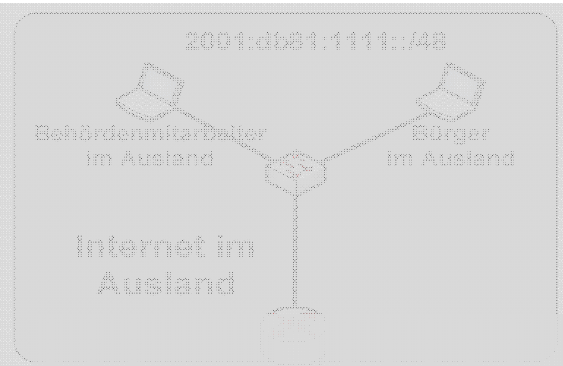 2001:db81:1111::/48
Behördenmitarbeiter
im Ausland
Bürger
im Ausland
Internet im
Ausland